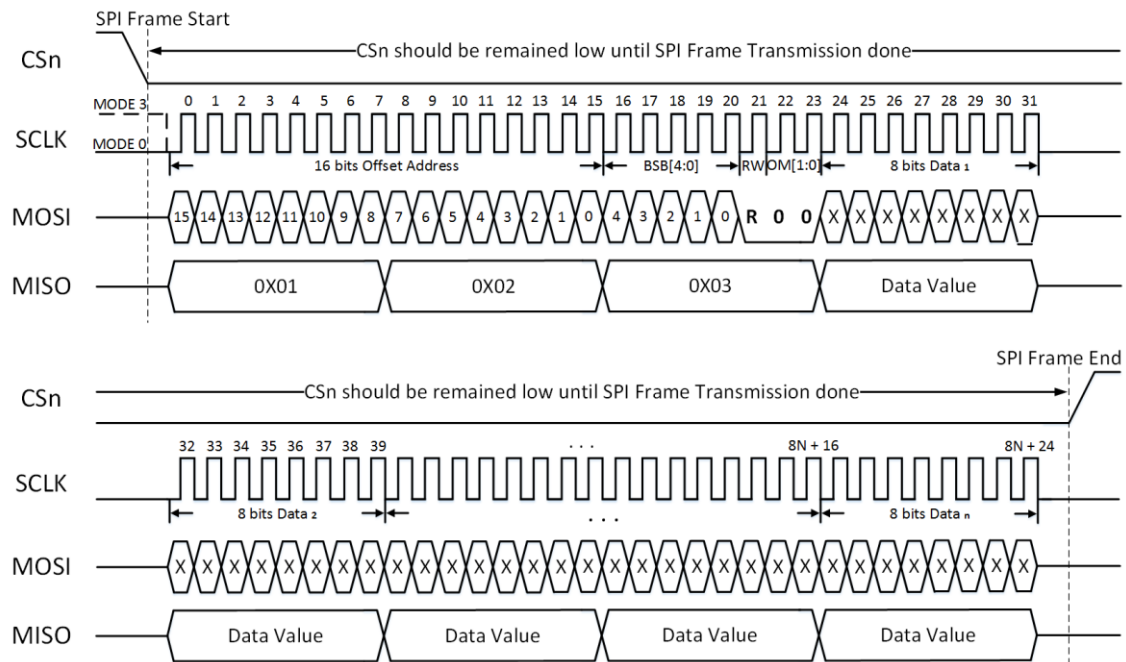 SPI Frame Start
CSn
CSn should be remained low until SPI Frame Transmission done
MODE 3
0 1 2 3 4 5 6 7 8 9 10 11 12 13 14 15 16 17 18 19 20 21 22 23 24 25 26 27 28 29 30 31
SCLK
MODE 0
16 bits Offset Address BSB[4:0] RW OM[1:0] 8 bits Data 1
MOSI 15 14 13 12 11 10 9 8 7 6 5 4 3 2 1 0 4 3 2 1 0 R 0 0 X X X X X X X X
MISO 0X01 0X02 0X03 Data Value
SPI Frame End
CSn
CSn should be remained low until SPI Frame Transmission done
32 33 34 35 36 37 38 39 . . . 8N + 16 8N + 24
SCLK
8 bits Data 2 . . . 8 bits Data n
MOSI X X X X X X X X X X X X X X X X X X X X X X X X X X X X X X X X
MISO Data Value Data Value Data Value Data Value